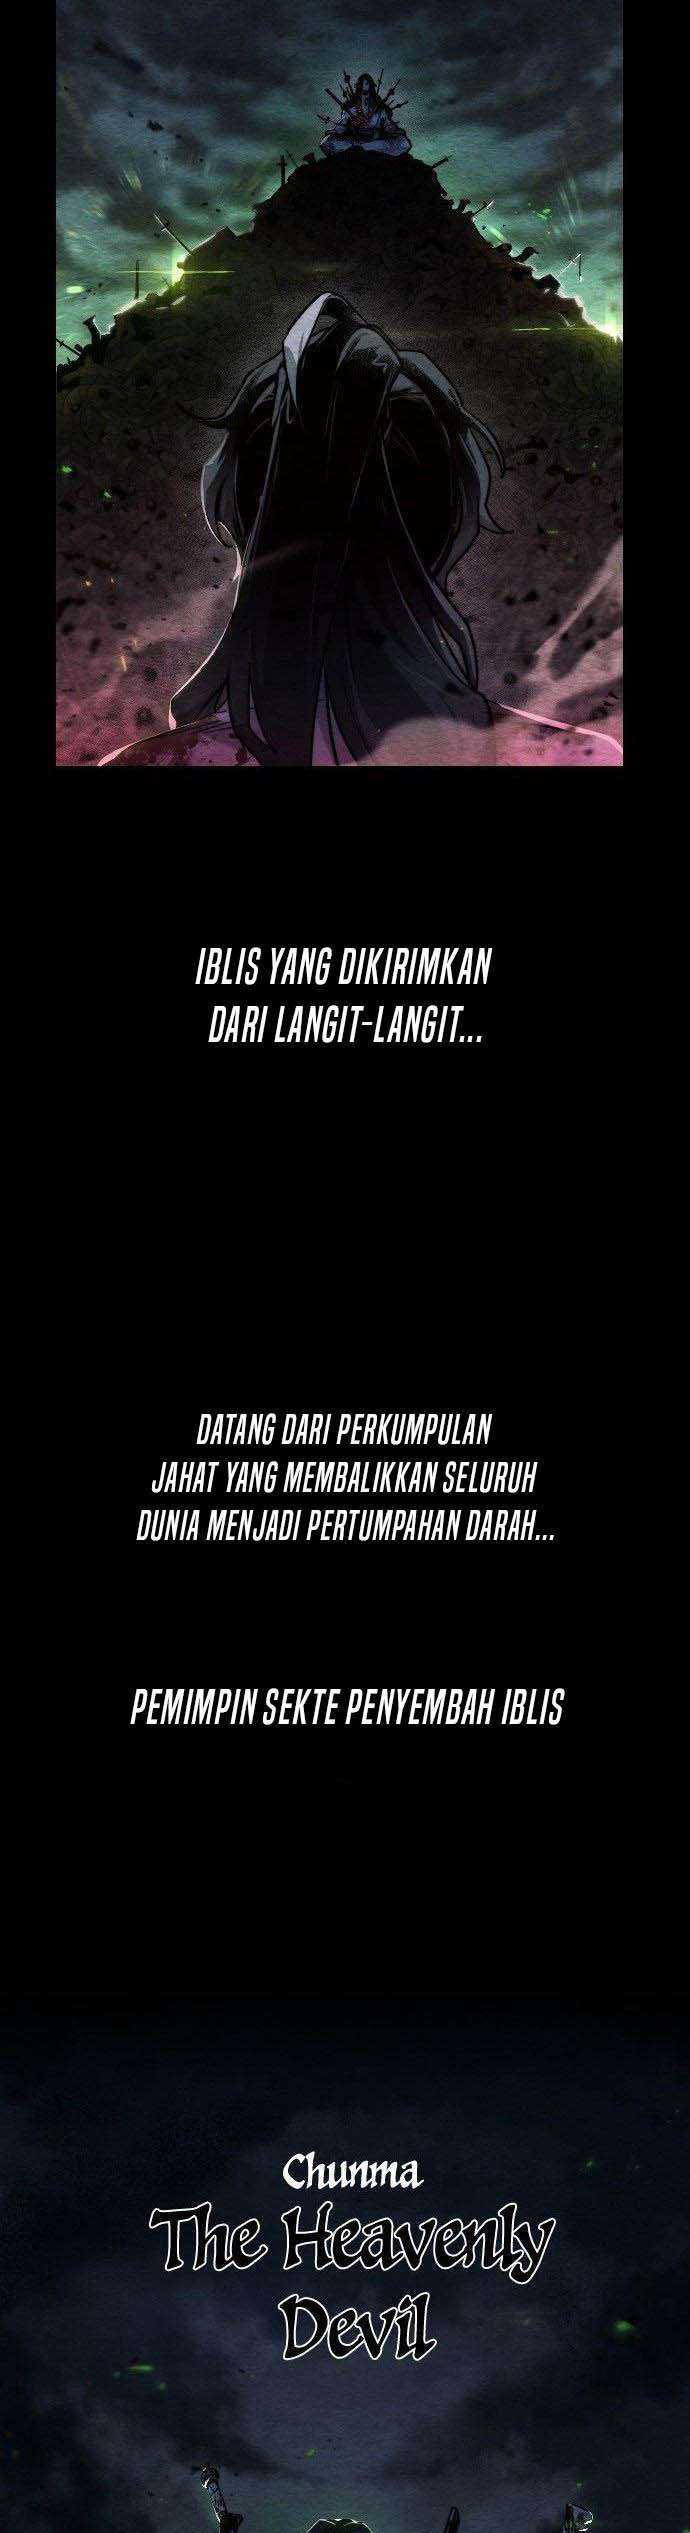 IBLIS YANG DIKIRIMKAN
DARI LANGIT-LANGIT...
DATANG DARI PERKUMPULAN
JAHAT YANG MEMBALIKKAN SELURUH
DUNIA MENJADI PERTUMPAHAN DARAH...
PEMIMPIN SEKTE PENYEMBAH IBLIS
Chunma
The Heavenly
Devil